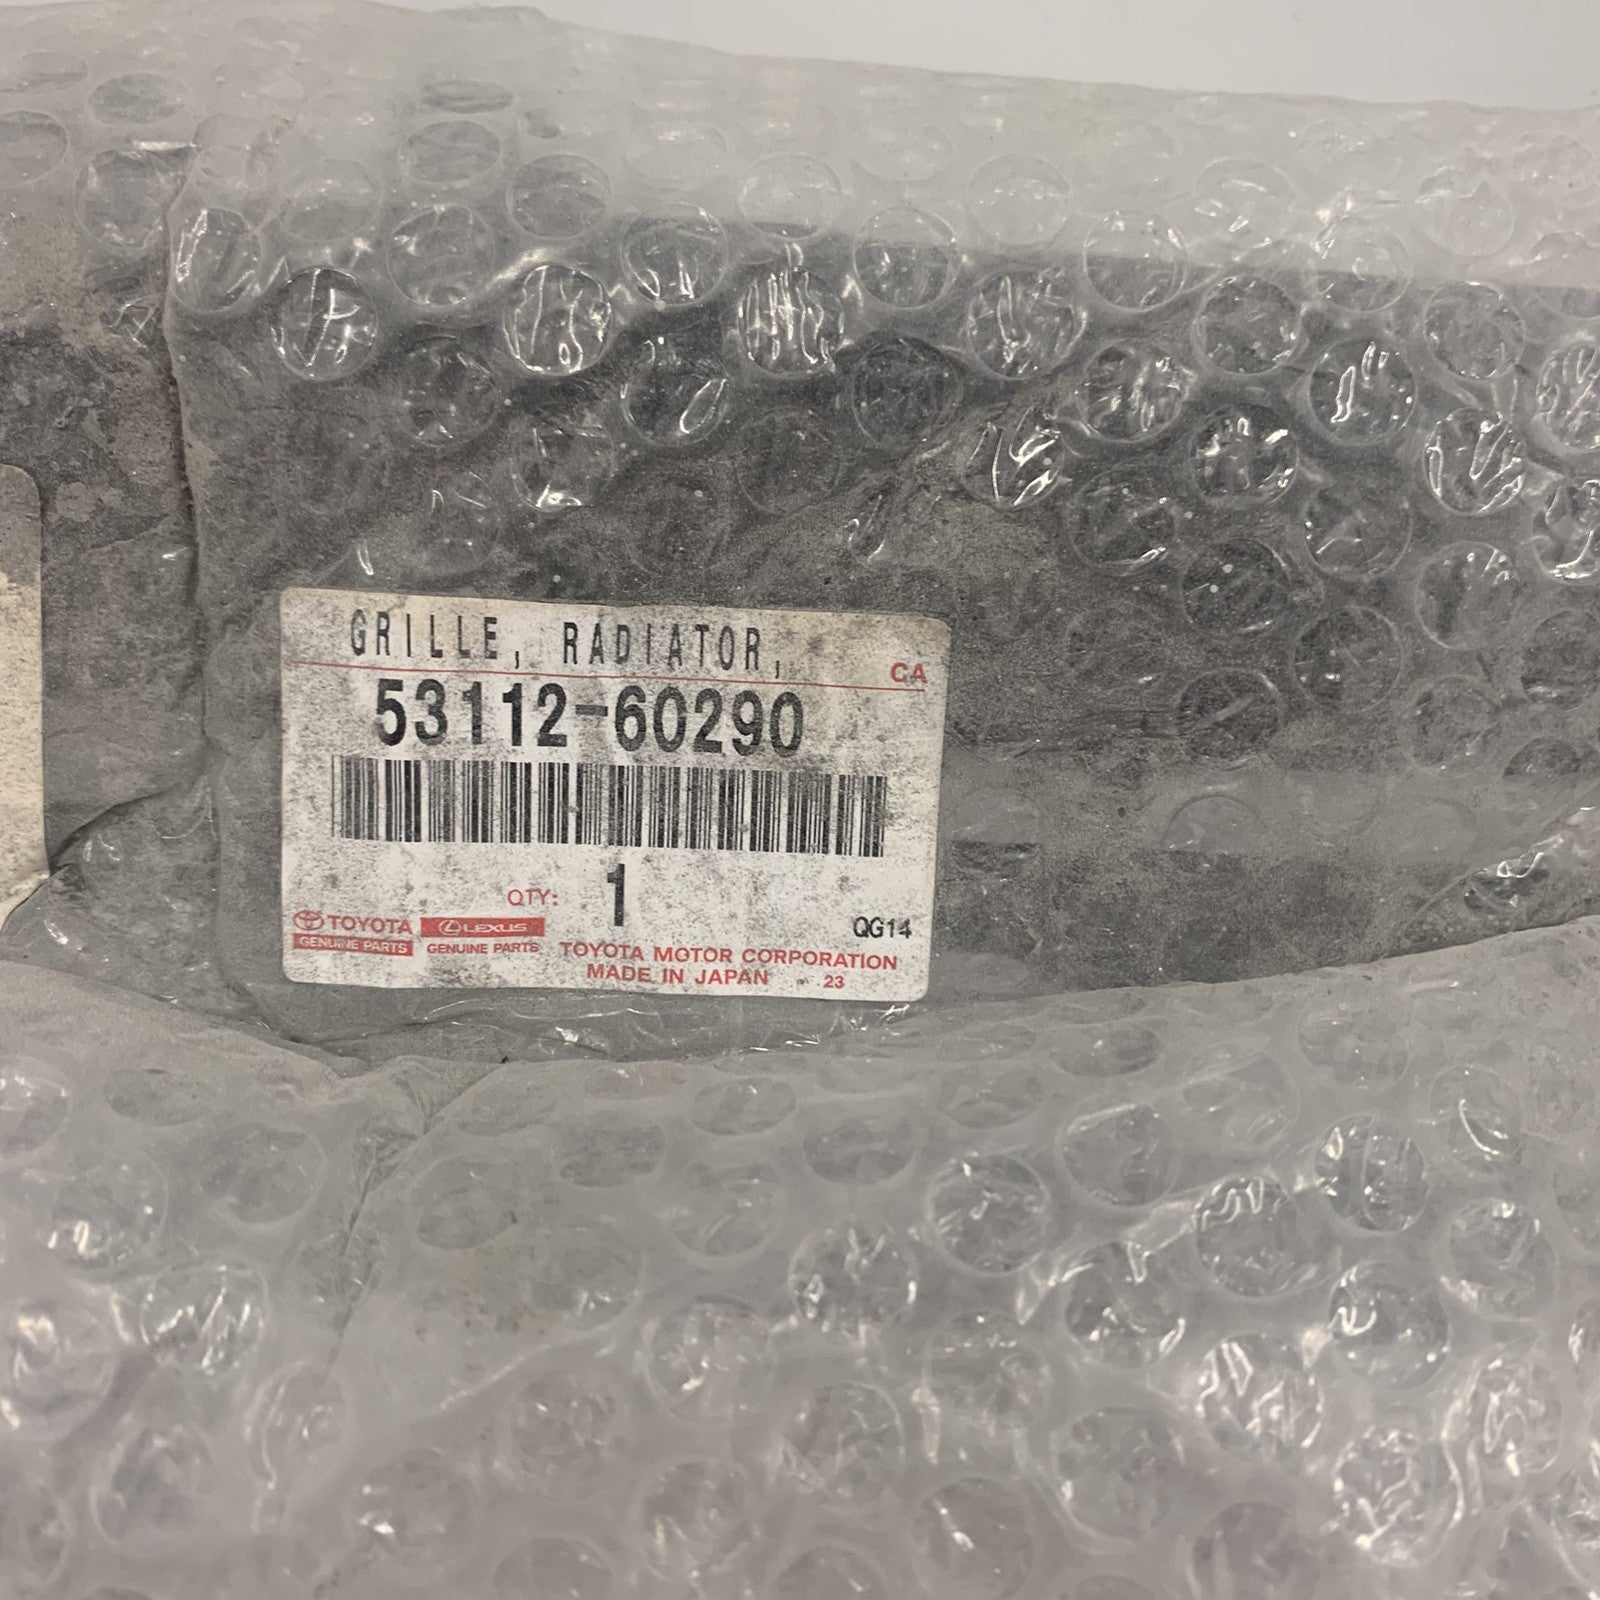 GRILLE, RADIATOR,
CA
53112-60290
QTY: 1
QG14
TOYOTA LEXUS
GENUINE PARTS GENUINE PARTS
TOYOTA MOTOR CORPORATION
MADE IN JAPAN 23